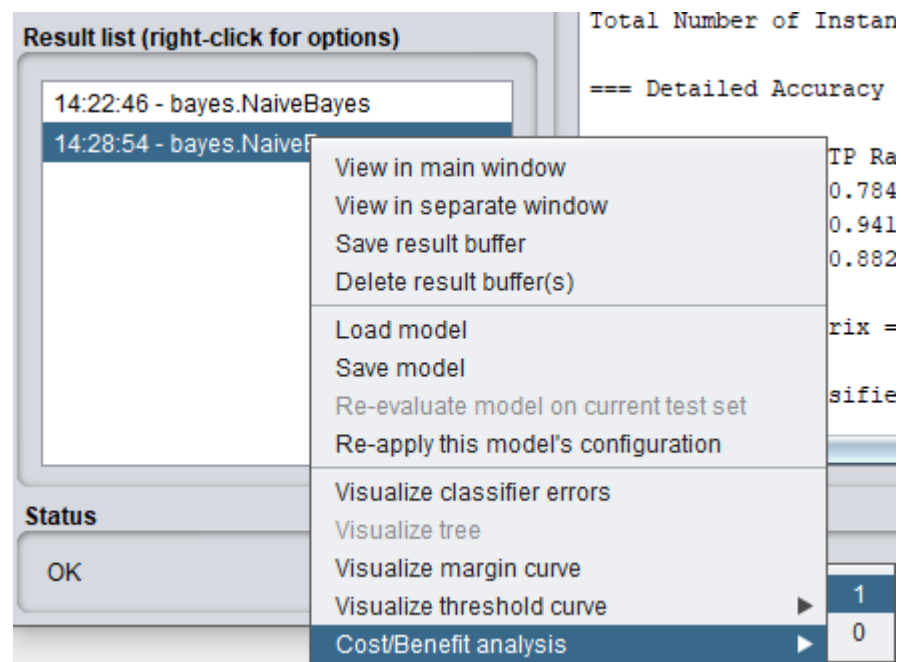 Result list (right-click for options)
14:22:46 - bayes.NaiveBayes
14:28:54 - bayes.NaiveB
View in main window
View in separate window
Save result buffer
Delete result buffer(s)
Load model
Save model
Re-evaluate model on current test set
Re-apply this model's configuration
Visualize classifier errors
Visualize tree
Visualize margin curve
Visualize threshold curve
Cost/Benefit analysis
1
0
Status
OK
Total Number of Instan
=== Detailed Accuracy
TP Ra
0.784
0.941
0.882
rix =
sifie